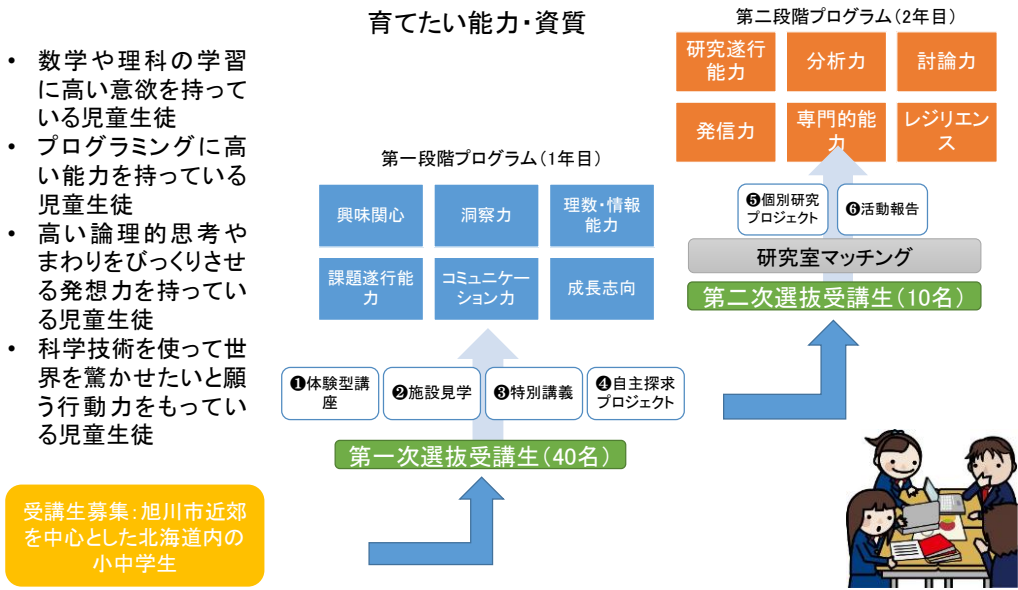 育てたい能力・資質
• 数学や理科の学習
に高い意欲を持って
いる児童生徒
• プログラミングに高
い能力を持っている
児童生徒
• 高い論理的思考や
まわりをびっくりさせ
る発想力を持ってい
る児童生徒
• 科学技術を使って世
界を驚かせたいと願
う行動力をもってい
る児童生徒
受講生募集：旭川市近郊
を中心とした北海道内の
小中学生
第一段階プログラム（1年目）
興味関心
洞察力
理数・情報
能力
課題遂行能
力
コミュニケー
ション力
成長志向
❶体験型講
座
❷施設見学
❸特別講義
❹自主探求
プロジェクト
第一次選抜受講生（40名）
第二段階プログラム（2年目）
研究遂行
能力
分析力
討論力
発信力
専門的能
力
レジリエン
ス
❺個別研究
プロジェクト
❻活動報告
研究室マッチング
第二次選抜受講生（10名）